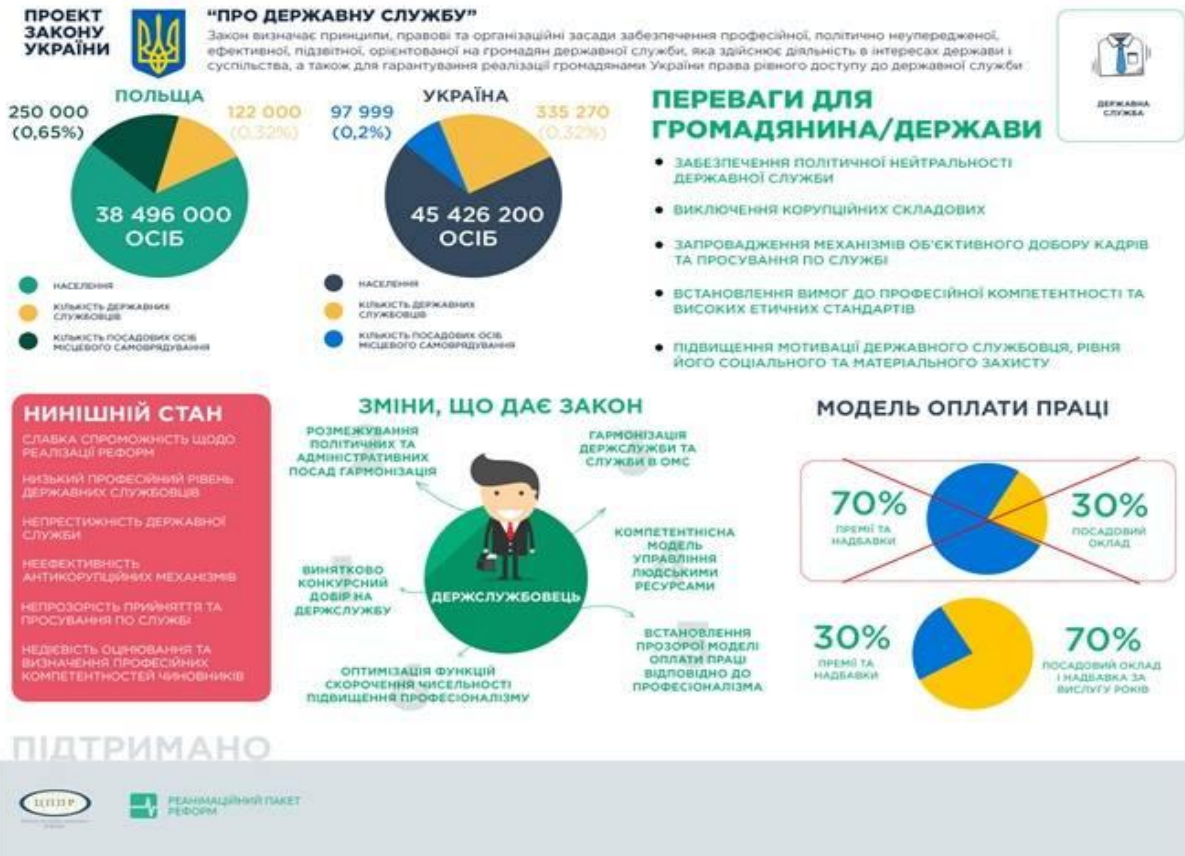 ПРОЕКТ
ЗАКОНУ
УКРАЇНИ
“ПРО ДЕРЖАВНУ СЛУЖБУ”
Закон визначає принципи, правові та організаційні засади забезпечення професійної, політично неупередженої,
ефективної, підзвітної, орієнтованої на громадян державної служби, яка здійснює діяльність в інтересах держави і
суспільства, а також для гарантування реалізації громадянами України права рівного доступу до державної служби
ДЕРЖАВНА
СЛУЖБА
ПОЛЬЩА
250 000
(0,65%)
122 000
(0,32%)
38 496 000
ОСІБ
НАСЕЛЕННЯ
КІЛЬКІСТЬ ДЕРЖАВНИХ
СЛУЖБОВЦІВ
КІЛЬКІСТЬ ПОСАДОВИХ ОСІБ
МІСЦЕВОГО САМОВРЯДУВАННЯ
УКРАЇНА
97 999
(0,2%)
335 270
(0.32%)
45 426 200
ОСІБ
НАСЕЛЕННЯ
КІЛЬКІСТЬ ДЕРЖАВНИХ
СЛУЖБОВЦІВ
КІЛЬКІСТЬ ПОСАДОВИХ ОСІБ
МІСЦЕВОГО САМОВРЯДУВАННЯ
ПЕРЕВАГИ ДЛЯ
ГРОМАДЯНИНА/ДЕРЖАВИ
ЗАБЕЗПЕЧЕННЯ ПОЛІТИЧНОЇ НЕЙТРАЛЬНОСТІ
ДЕРЖАВНОЇ СЛУЖБИ
ВИКЛЮЧЕННЯ КОРУПЦІЙНИХ СКЛАДОВИХ
ЗАПРОВАДЖЕННЯ МЕХАНІЗМІВ ОБ'ЄКТИВНОГО ДОБОРУ КАДРІВ
ТА ПРОСУВАННЯ ПО СЛУЖБІ
ВСТАНОВЛЕННЯ ВИМОГ ДО ПРОФЕСІЙНОЇ КОМПЕТЕНТНОСТІ ТА
ВИСОКИХ ЕТИЧНИХ СТАНДАРТІВ
ПІДВИЩЕННЯ МОТИВАЦІЇ ДЕРЖАВНОГО СЛУЖБОВЦЯ, РІВНЯ
ЙОГО СОЦІАЛЬНОГО ТА МАТЕРІАЛЬНОГО ЗАХИСТУ
НИНІШНІЙ СТАН
СЛАБКА СПРОМОЖНІСТЬ ЩОДО
РЕАЛІЗАЦІЇ РЕФОРМ
НИЗЬКИЙ ПРОФЕСІЙНИЙ РІВЕНЬ
ДЕРЖАВНИХ СЛУЖБОВЦІВ
НЕПРЕСТИЖНІСТЬ ДЕРЖАВНОЇ
СЛУЖБИ
НЕЕФЕКТИВНІСТЬ
АНТИКОРУПЦІЙНИХ МЕХАНІЗМІВ
НЕПРОЗОРІСТЬ ПРИЙНЯТТЯ ТА
ПРОСУВАННЯ ПО СЛУЖБІ
НЕДІЄВІСТЬ ОЦІНЮВАННЯ ТА
ВИЗНАЧЕННЯ ПРОФЕСІЙНИХ
КОМПЕТЕНТНОСТЕЙ ЧИНОВНИКІВ
ЗМІНИ, ЩО ДАЄ ЗАКОН
РОЗМЕЖУВАННЯ
ПОЛІТИЧНИХ ТА
АДМІНІСТРАТИВНИХ
ПОСАД ГАРМОНІЗАЦІЯ
ГАРМОНІЗАЦІЯ
ДЕРЖСЛУЖБИ ТА
СЛУЖБИ В ОМС
КОМПЕТЕНТНІСНА
МОДЕЛЬ
УПРАВЛІННЯ
ЛЮДСЬКИМИ
РЕСУРСАМИ
ВИНЯТКОВО
КОНКУРСНИЙ
ДОБІР НА
ДЕРЖСЛУЖБУ
ДЕРЖСЛУЖБОВЕЦЬ
ВСТАНОВЛЕННЯ
ПРОЗОРОЇ МОДЕЛІ
ОПЛАТИ ПРАЦІ
ВІДПОВІДНО ДО
ПРОФЕСІОНАЛІЗМА
ОПТИМІЗАЦІЯ ФУНКЦІЙ
СКОРОЧЕННЯ ЧИСЕЛЬНОСТІ
ПІДВИЩЕННЯ ПРОФЕСІОНАЛІЗМУ
МОДЕЛЬ ОПЛАТИ ПРАЦІ
70%
ПРЕМІЇ ТА
НАДБАВКИ
30%
ПОСАДОВИЙ
ОКЛАД
30%
ПРЕМІЇ ТА
НАДБАВКИ
70%
ПОСАДОВИЙ ОКЛАД
І НАДБАВКА ЗА
ВИСЛУГУ РОКІВ
ПІДТРИМАНО
ЦППР
РЕАНІМАЦІЙНИЙ ПАКЕТ
РЕФОРМ